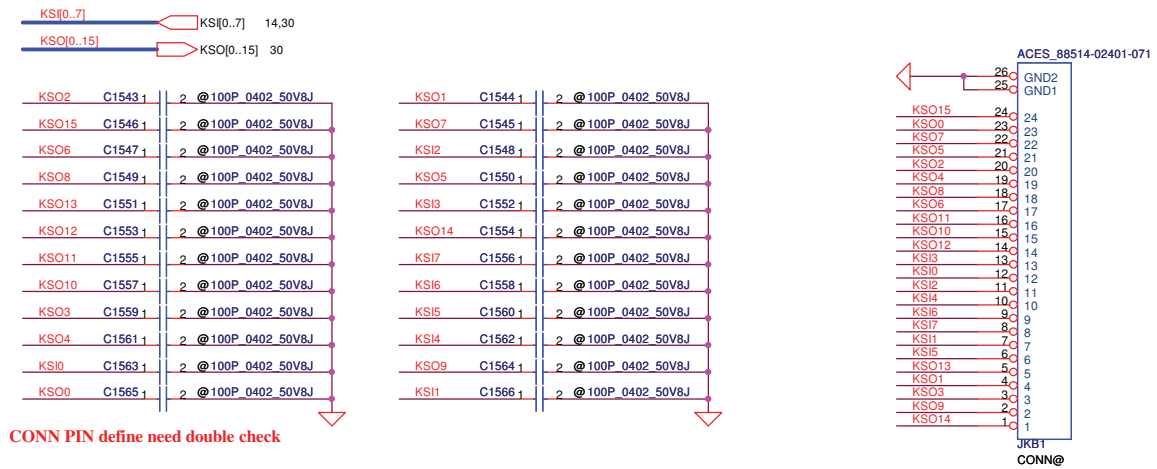 KSI[0..7] KSI[0..7] 14,30
KSO[0..15] KSO[0..15] 30
KSO2 C1543 1 2 @100P_0402_50V8J
KSO15 C1546 1 2 @100P_0402_50V8J
KSO6 C1547 1 2 @100P_0402_50V8J
KSO8 C1549 1 2 @100P_0402_50V8J
KSO13 C1551 1 2 @100P_0402_50V8J
KSO12 C1553 1 2 @100P_0402_50V8J
KSO11 C1555 1 2 @100P_0402_50V8J
KSO10 C1557 1 2 @100P_0402_50V8J
KSO3 C1559 1 2 @100P_0402_50V8J
KSO4 C1561 1 2 @100P_0402_50V8J
KSI0 C1563 1 2 @100P_0402_50V8J
KSO0 C1565 1 2 @100P_0402_50V8J
CONN PIN define need double check
KSO1 C1544 1 2 @100P_0402_50V8J
KSO7 C1545 1 2 @100P_0402_50V8J
KSI2 C1548 1 2 @100P_0402_50V8J
KSO5 C1550 1 2 @100P_0402_50V8J
KSI3 C1552 1 2 @100P_0402_50V8J
KSO14 C1554 1 2 @100P_0402_50V8J
KSI7 C1556 1 2 @100P_0402_50V8J
KSI6 C1558 1 2 @100P_0402_50V8J
KSI5 C1560 1 2 @100P_0402_50V8J
KSI4 C1562 1 2 @100P_0402_50V8J
KSO9 C1564 1 2 @100P_0402_50V8J
KSI1 C1566 1 2 @100P_0402_50V8J
ACES_88514-02401-071
26 GND2
25 GND1
KSO15 24 24
KSO0 23 23
KSO7 22 22
KSO5 21 21
KSO2 20 20
KSO4 19 19
KSO8 18 18
KSO6 17 17
KSO11 16 16
KSO10 15 15
KSO12 14 14
KSI3 13 13
KSI0 12 12
KSI2 11 11
KSI4 10 10
KSI6 9 9
KSI7 8 8
KSI1 7 7
KSI5 6 6
KSO13 5 5
KSO1 4 4
KSO3 3 3
KSO9 2 2
KSO14 1 1
JKB1
CONN@